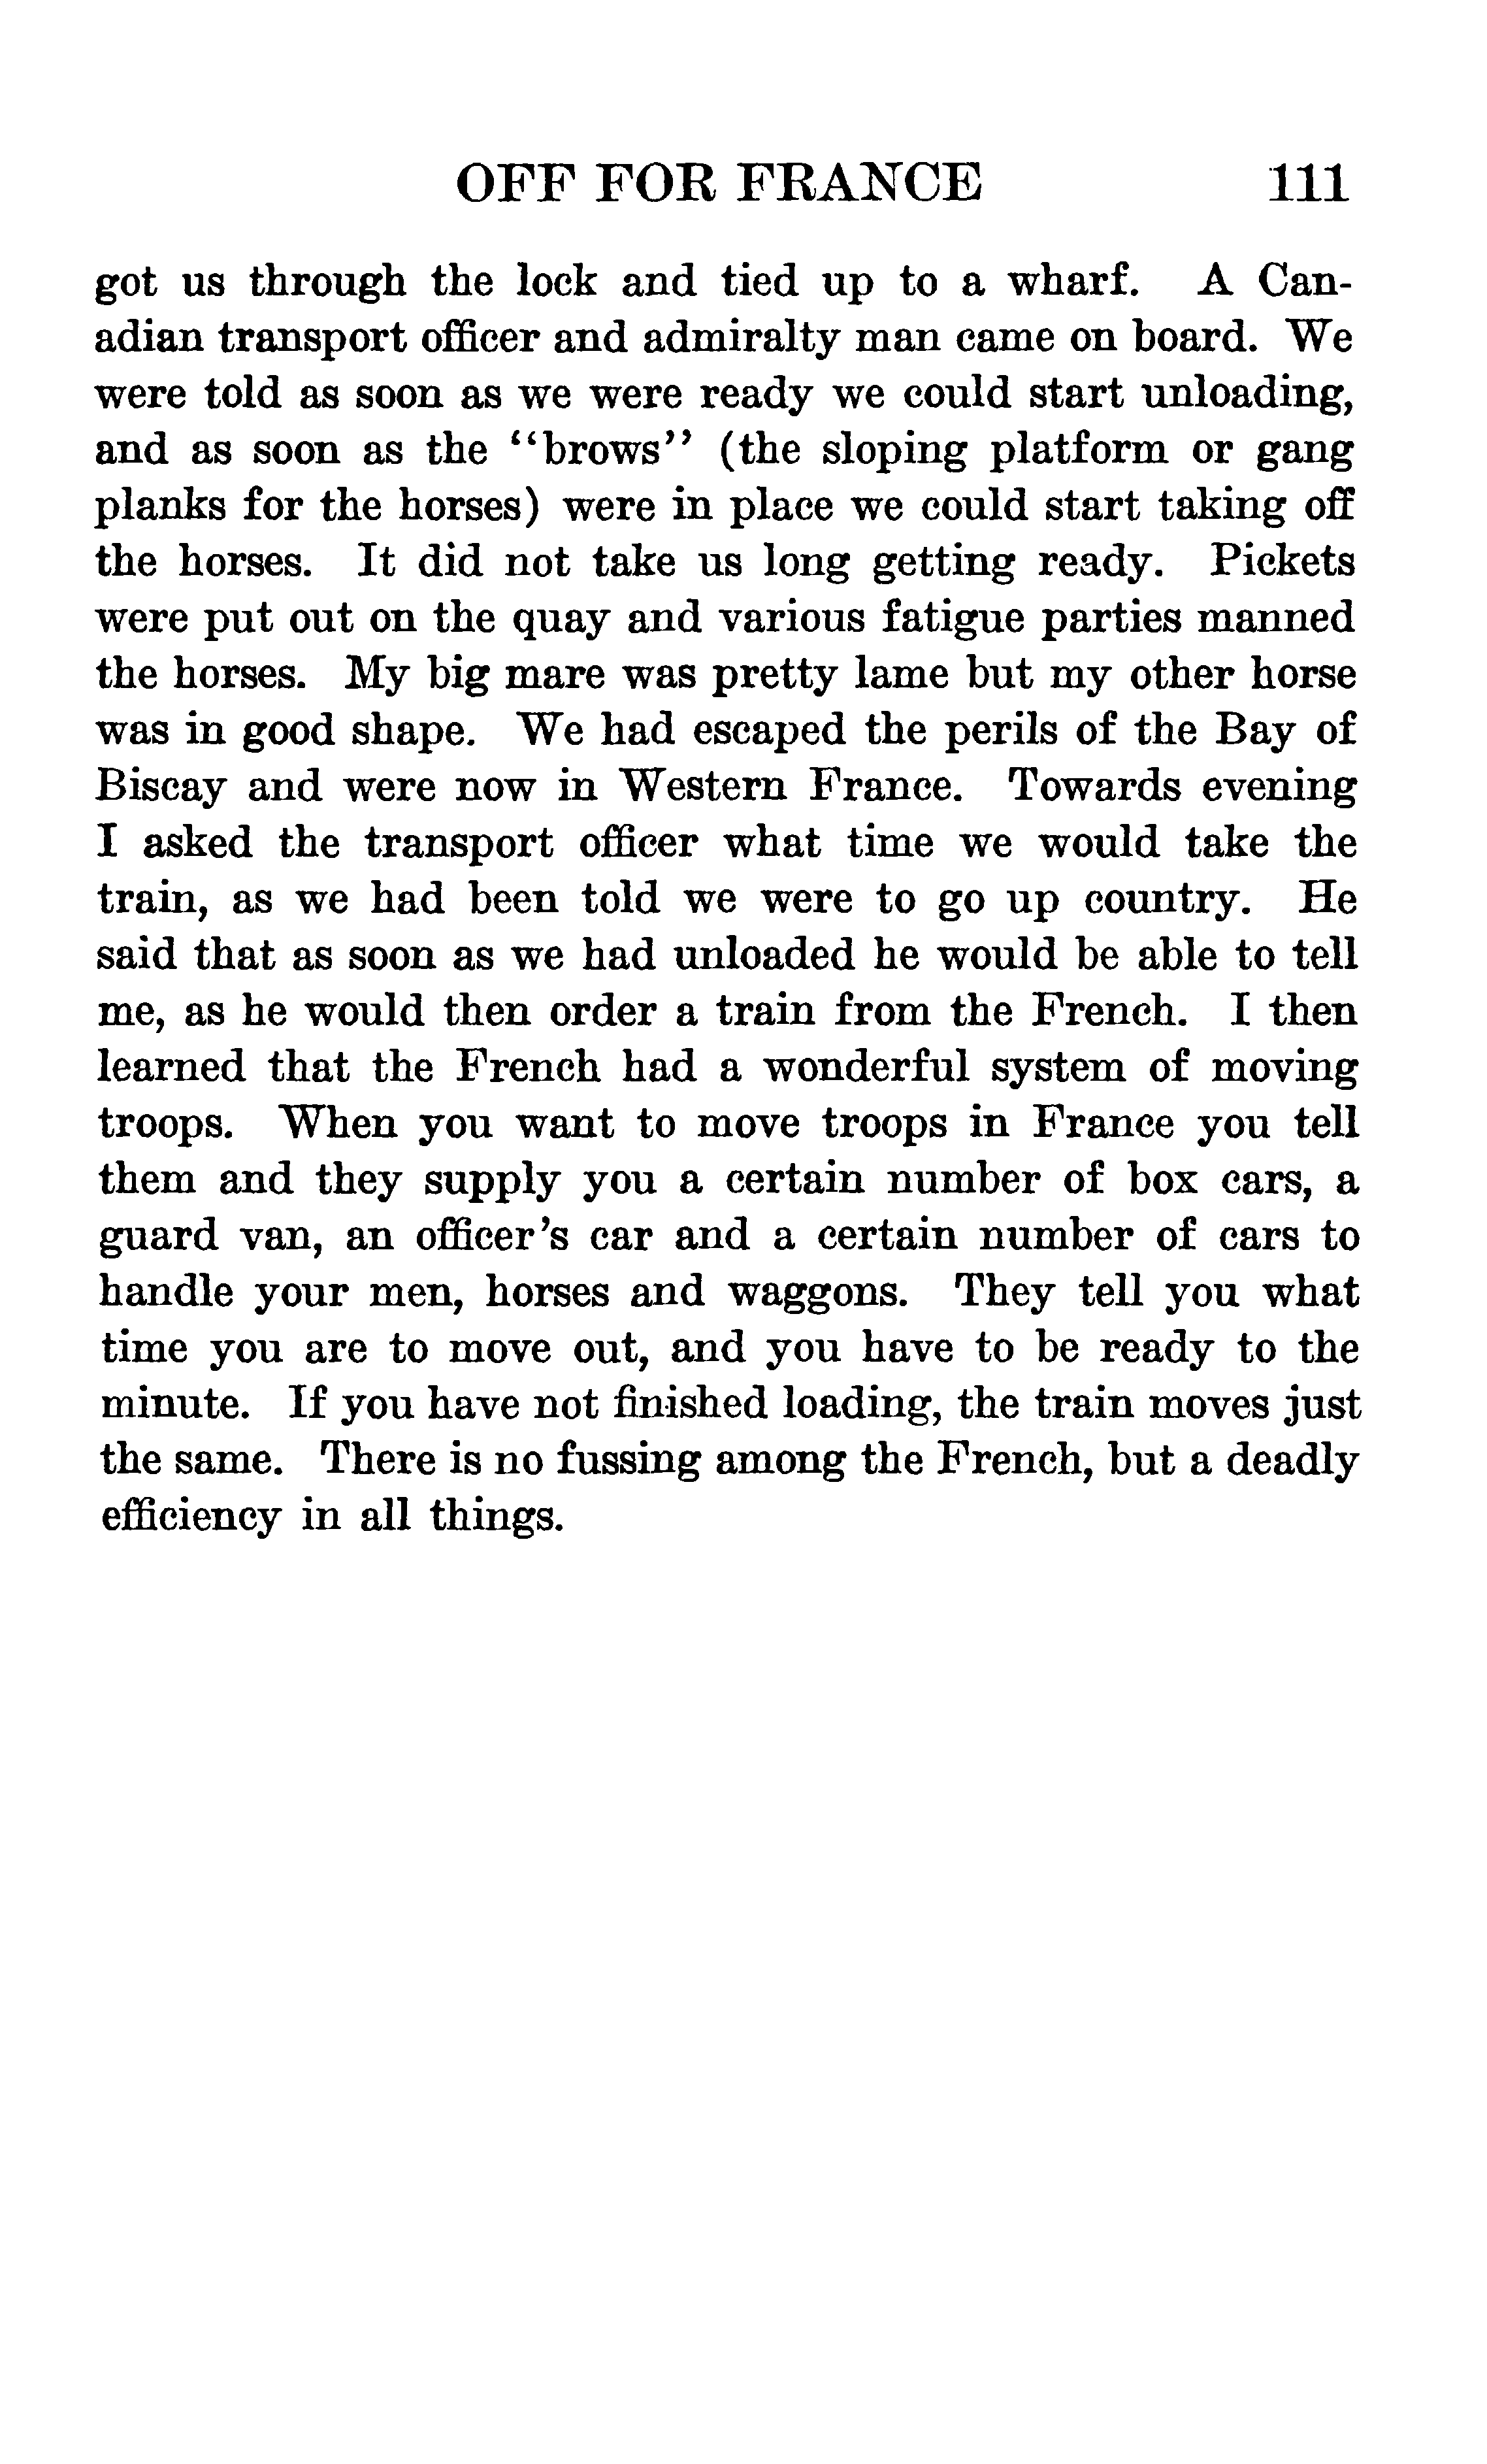 OFF FOR FRANCE 111
got us through the lock and tied up to a wharf. A Can-
adian transport officer and admiralty man came on board. We
were told as soon as we were ready we could start unloading,
and as soon as the "brows" (the sloping platform or gang
planks for the horses) were in place we could start taking off
the horses. It did not take us long getting ready. Pickets
were put out on the quay and various fatigue parties manned
the horses. My big mare was pretty lame but my other horse
was in good shape. We had escaped the perils of the Bay of
Biscay and were now in Western France. Towards evening
I asked the transport officer what time we would take the
train, as we had been told we were to go up country. He
said that as soon as we had unloaded he would be able to tell
me, as he would then order a train from the French. I then
learned that the French had a wonderful system of moving
troops. When you want to move troops in France you tell
them and they supply you a certain number of box cars, a
guard van, an officer's car and a certain number of cars to
handle your men, horses and waggons. They tell you what
time you are to move out, and you have to be ready to the
minute. If you have not finished loading, the train moves just
the same. There is no fussing among the French, but a deadly
efficiency in all things.